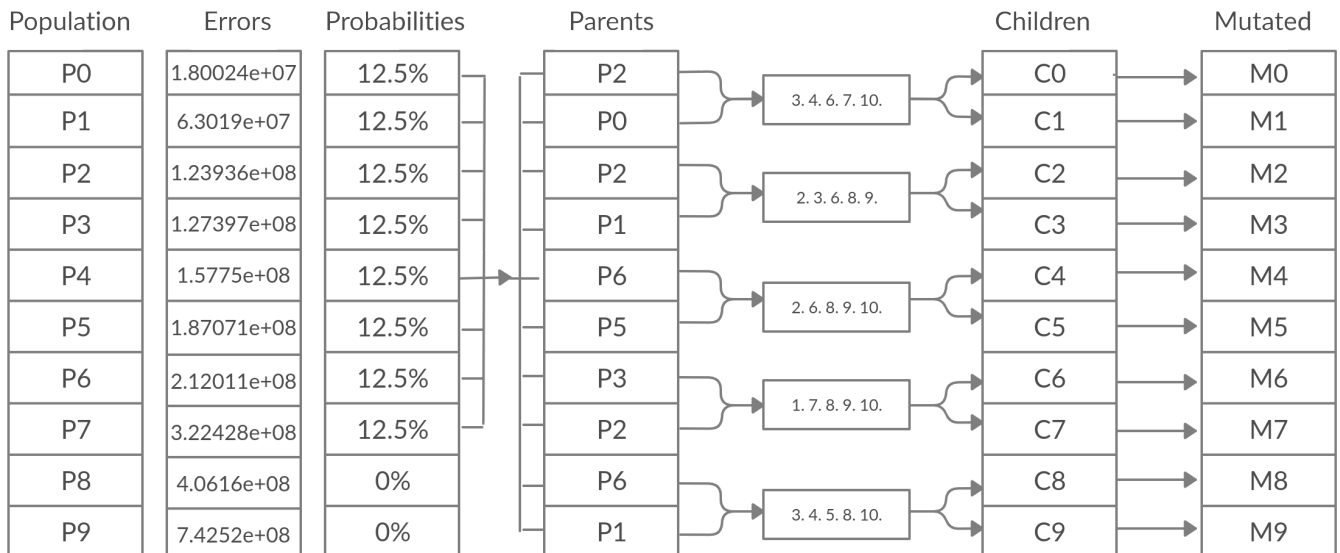 Population Errors Probabilities Parents Children Mutated
P0 1.80024e+07 12.5% P2 C0 M0
3. 4. 6. 7. 10.
P1 6.3019e+07 12.5% P0 C1 M1
P2 1.23936e+08 12.5% P2 C2 M2
2. 3. 6. 8. 9.
P3 1.27397e+08 12.5% P1 C3 M3
P4 1.5775e+08 12.5% P6 C4 M4
2. 6. 8. 9. 10.
P5 1.87071e+08 12.5% P5 C5 M5
P6 2.12011e+08 12.5% P3 C6 M6
1. 7. 8. 9. 10.
P7 3.22428e+08 12.5% P2 C7 M7
P8 4.0616e+08 0% P6 C8 M8
3. 4. 5. 8. 10.
P9 7.4252e+08 0% P1 C9 M9